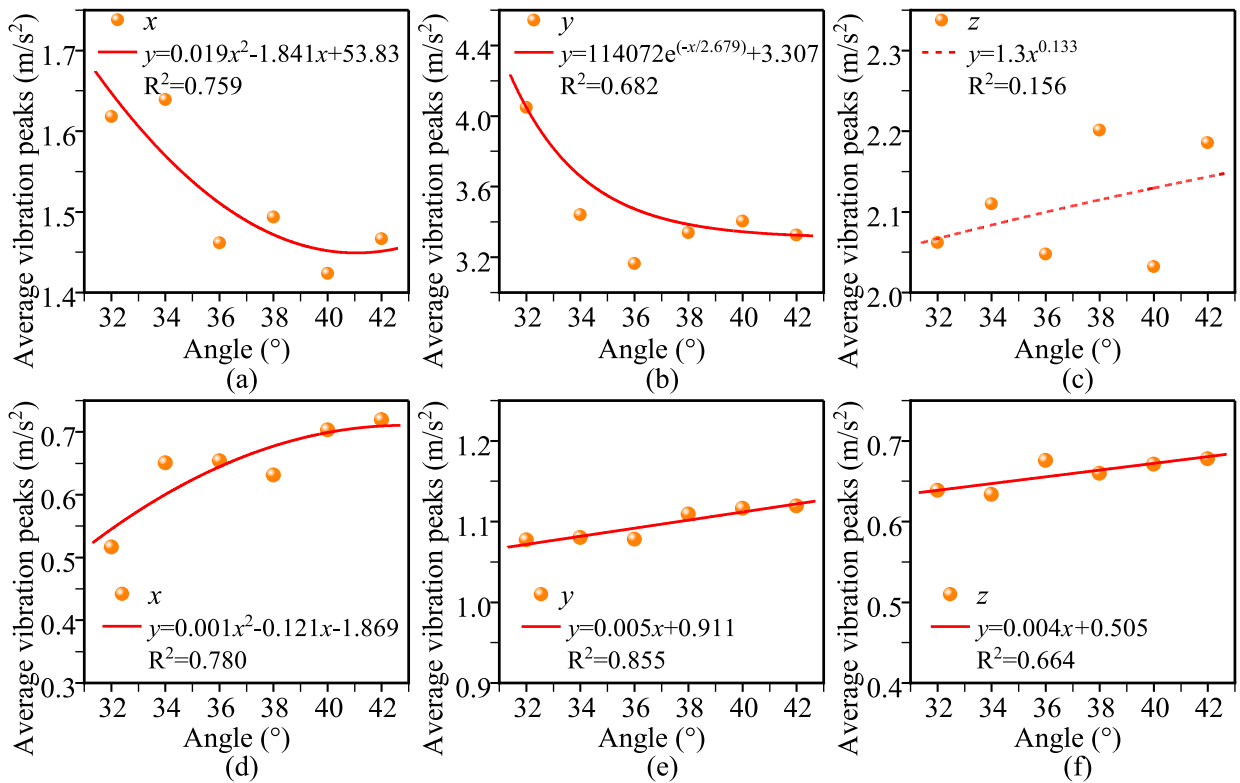 Average vibration peaks (m/s²)
1.7
1.6
1.5
1.4
x
y=0.019x²-1.841x+53.83
R²=0.759
32 34 36 38 40 42
Angle (°)
(a)
Average vibration peaks (m/s²)
4.4
4.0
3.6
3.2
y
y=114072e^(-x/2.679)+3.307
R²=0.682
32 34 36 38 40 42
Angle (°)
(b)
Average vibration peaks (m/s²)
2.3
2.2
2.1
2.0
z
y=1.3x^0.133
R²=0.156
32 34 36 38 40 42
Angle (°)
(c)
Average vibration peaks (m/s²)
0.7
0.6
0.5
0.4
0.3
x
y=0.001x²-0.121x-1.869
R²=0.780
32 34 36 38 40 42
Angle (°)
(d)
Average vibration peaks (m/s²)
1.2
1.1
1.0
0.9
y
y=0.005x+0.911
R²=0.855
32 34 36 38 40 42
Angle (°)
(e)
Average vibration peaks (m/s²)
0.7
0.6
0.5
0.4
z
y=0.004x+0.505
R²=0.664
32 34 36 38 40 42
Angle (°)
(f)